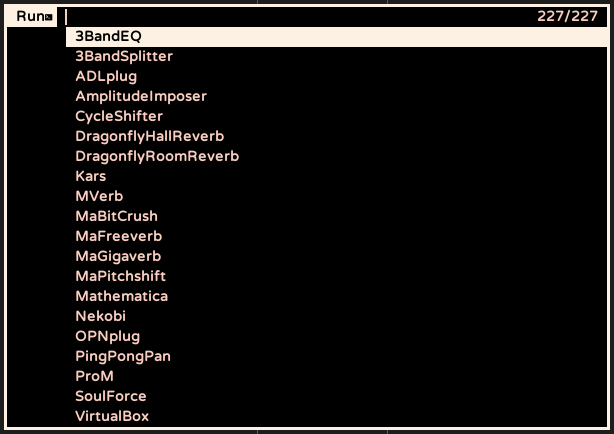 Run 227/227
3BandEQ
3BandSplitter
ADLplug
AmplitudeImposer
CycleShifter
DragonflyHallReverb
DragonflyRoomReverb
Kars
MVerb
MaBitCrush
MaFreeverb
MaGigaverb
MaPitchshift
Mathematica
Nekobi
OPNplug
PingPongPan
ProM
SoulForce
VirtualBox